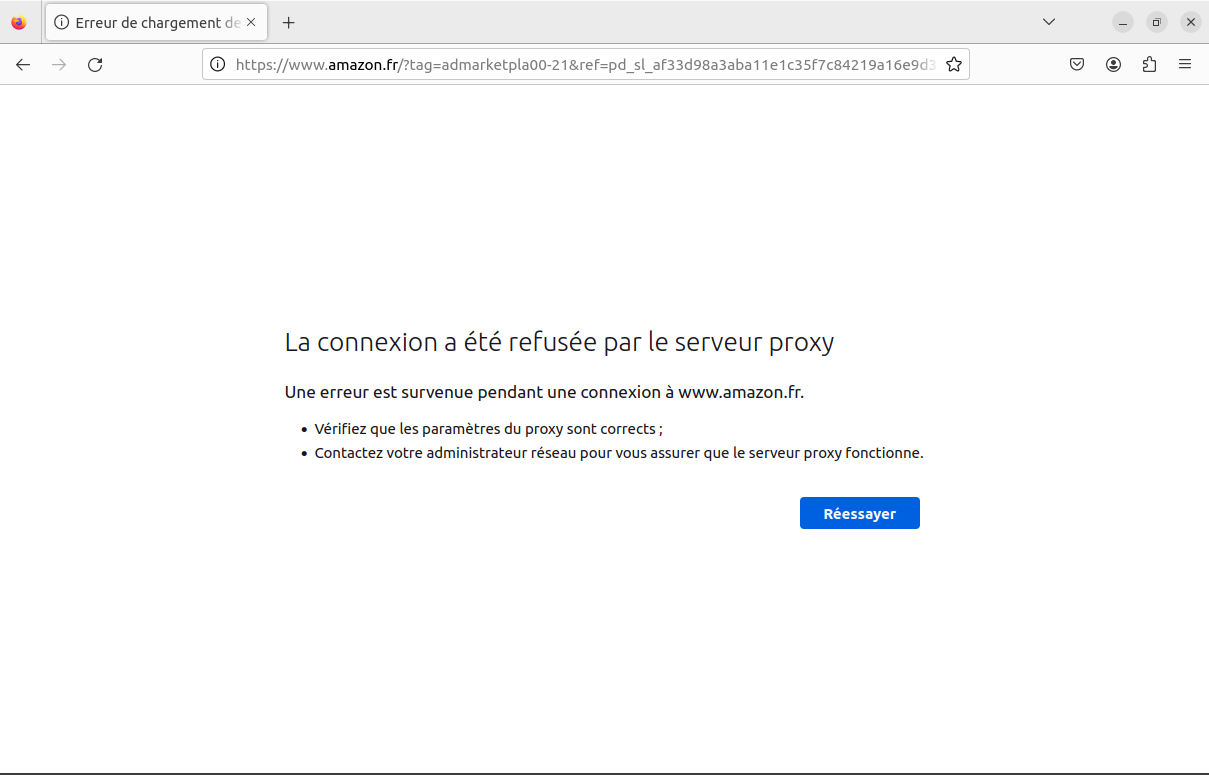 Erreur de chargement de
https://www.amazon.fr/?tag=admarketpla00-21&ref=pd_sl_af33d98a3aba11e1c35f7c84219a16e9d3
La connexion a été refusée par le serveur proxy
Une erreur est survenue pendant une connexion à www.amazon.fr.
• Vérifiez que les paramètres du proxy sont corrects ;
• Contactez votre administrateur réseau pour vous assurer que le serveur proxy fonctionne.
Réessayer